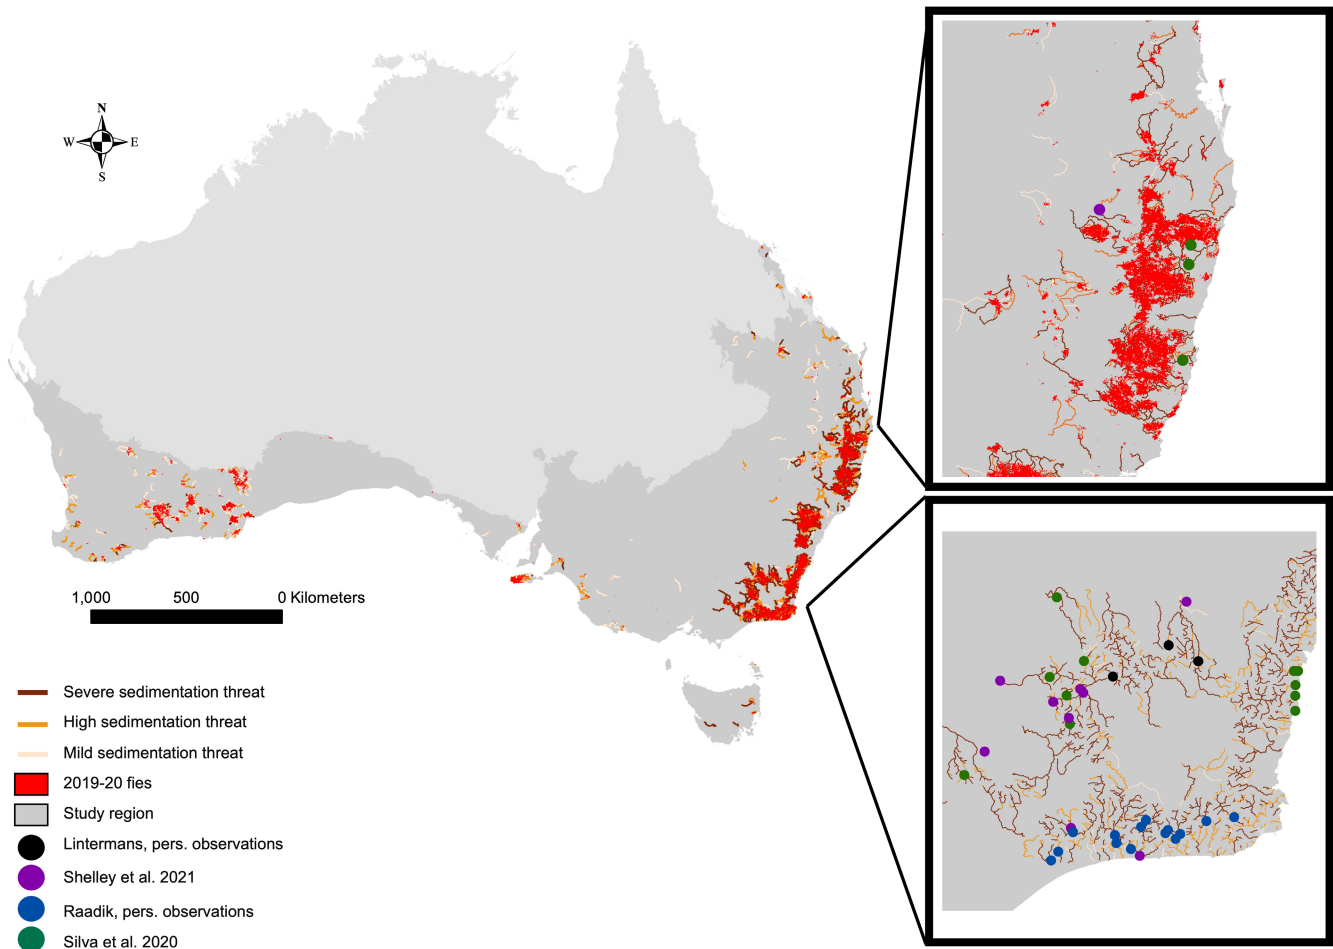 N
W E
S
1,000 500 0 Kilometers
Severe sedimentation threat
High sedimentation threat
Mild sedimentation threat
2019-20 fies
Study region
Lintermans, pers. observations
Shelley et al. 2021
Raadik, pers. observations
Silva et al. 2020